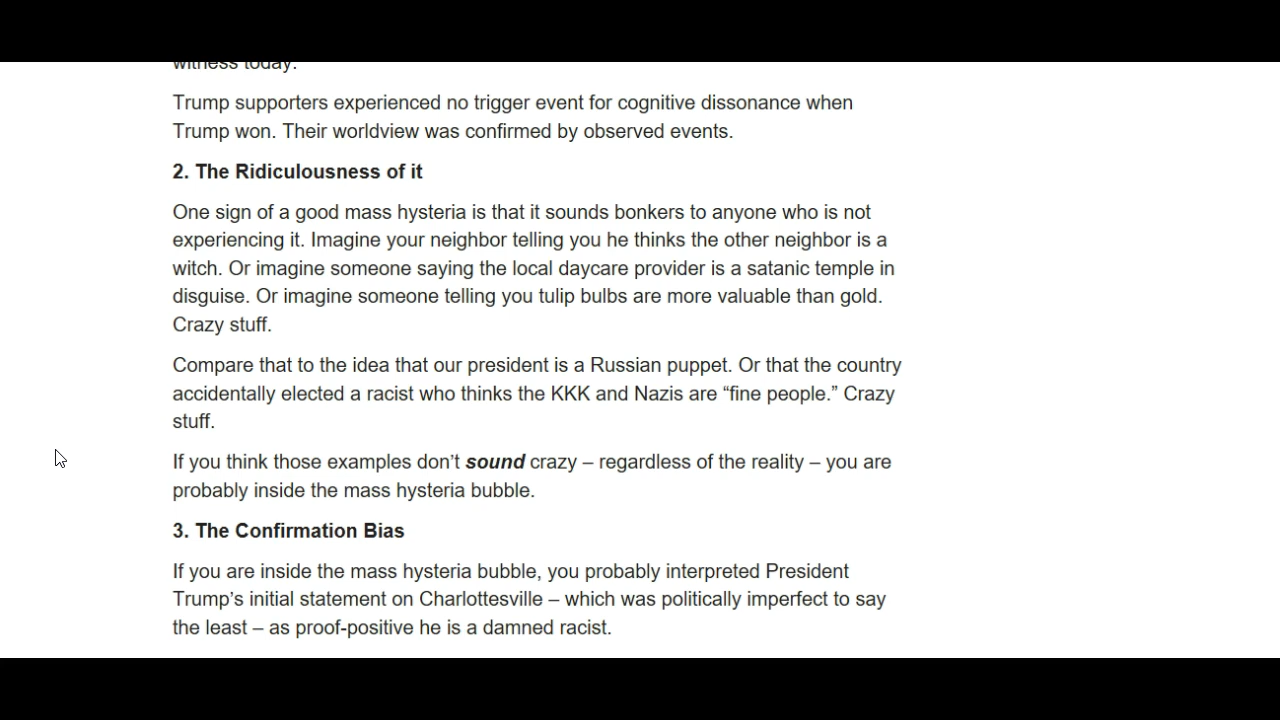 witness today.
Trump supporters experienced no trigger event for cognitive dissonance when
Trump won. Their worldview was confirmed by observed events.
2. The Ridiculousness of it
One sign of a good mass hysteria is that it sounds bonkers to anyone who is not
experiencing it. Imagine your neighbor telling you he thinks the other neighbor is a
witch. Or imagine someone saying the local daycare provider is a satanic temple in
disguise. Or imagine someone telling you tulip bulbs are more valuable than gold.
Crazy stuff.
Compare that to the idea that our president is a Russian puppet. Or that the country
accidentally elected a racist who thinks the KKK and Nazis are “fine people.” Crazy
stuff.
If you think those examples don’t sound crazy – regardless of the reality – you are
probably inside the mass hysteria bubble.
3. The Confirmation Bias
If you are inside the mass hysteria bubble, you probably interpreted President
Trump’s initial statement on Charlottesville – which was politically imperfect to say
the least – as proof-positive he is a damned racist.